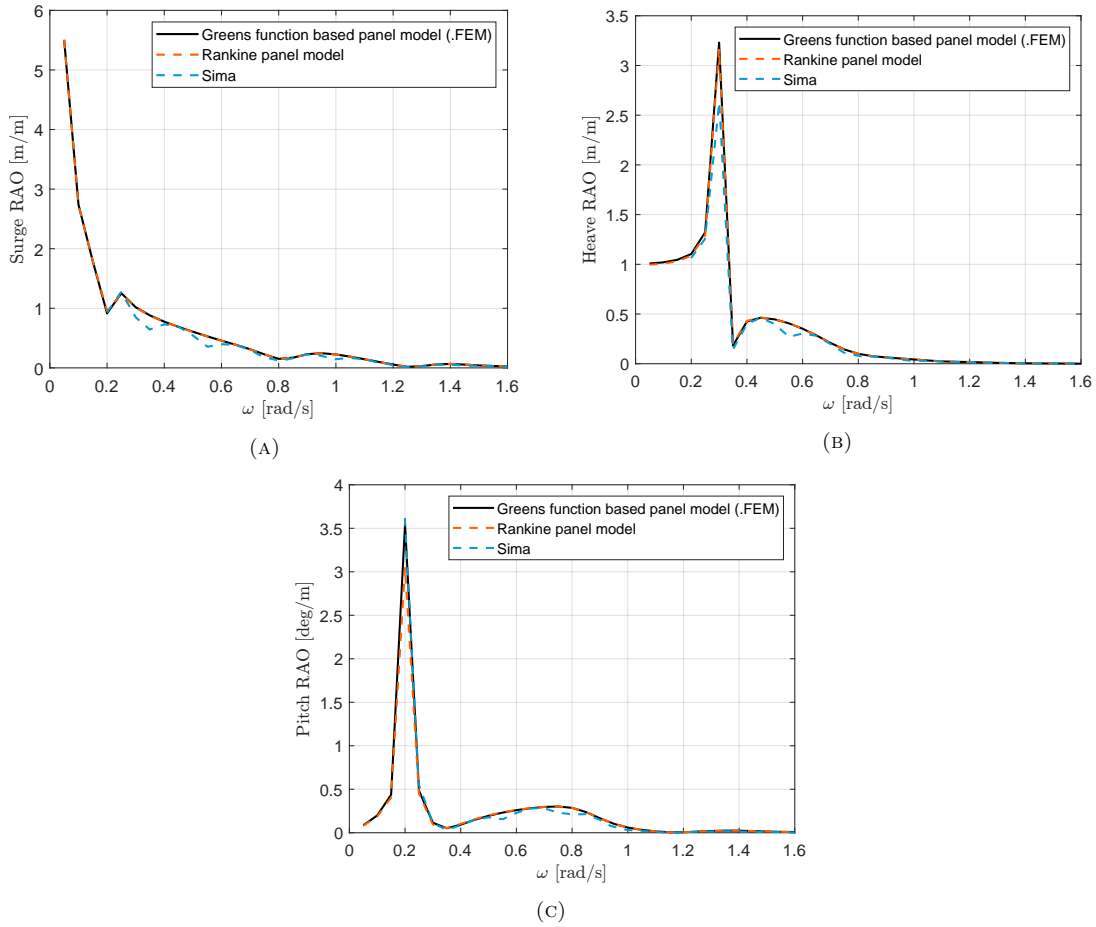 6
5
4
3
2
1
0
Surge RAO [m/m]
Greens function based panel model (.FEM)
Rankine panel model
Sima
0 0.2 0.4 0.6 0.8 1 1.2 1.4 1.6
ω [rad/s]
(A)
3.5
3
2.5
2
1.5
1
0.5
0
Heave RAO [m/m]
Greens function based panel model (.FEM)
Rankine panel model
Sima
0 0.2 0.4 0.6 0.8 1 1.2 1.4 1.6
ω [rad/s]
(B)
4
3.5
3
2.5
2
1.5
1
0.5
0
Pitch RAO [deg/m]
Greens function based panel model (.FEM)
Rankine panel model
Sima
0 0.2 0.4 0.6 0.8 1 1.2 1.4 1.6
ω [rad/s]
(C)